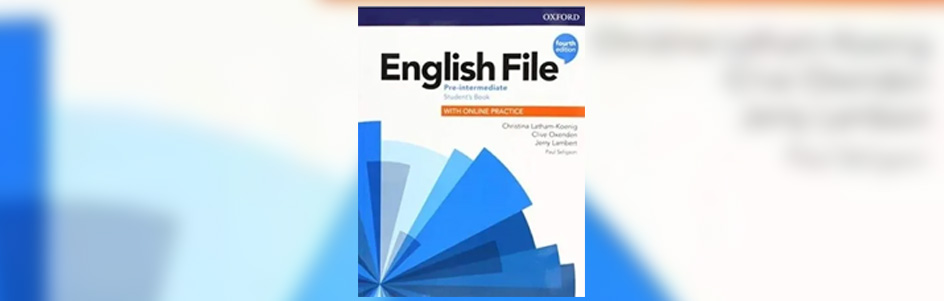 OXFORD
fourth
edition
English File
Pre-intermediate
Student's Book
WITH ONLINE PRACTICE
Christina Latham-Koenig
Clive Oxenden
Jerry Lambert
Paul Seligson